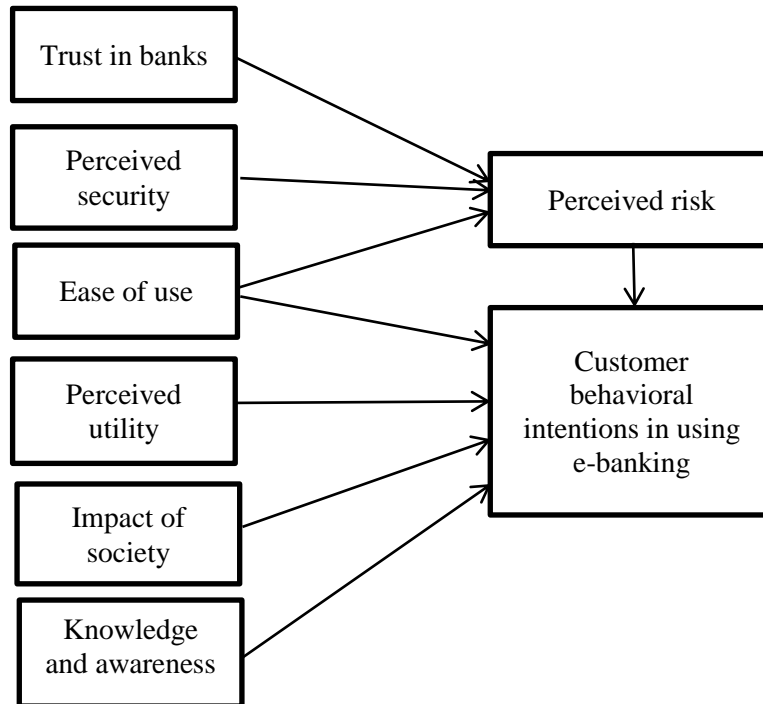 Trust in banks
Perceived
security
Ease of use
Perceived
utility
Impact of
society
Knowledge
and awareness
Perceived risk
Customer
behavioral
intentions in using
e-banking